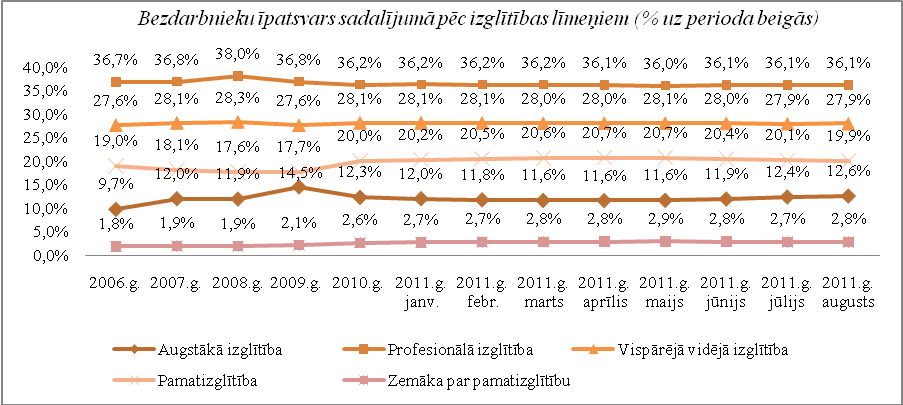 Bezdarbnieku īpatsvars sadalījumā pēc izglītības līmeņiem (% uz perioda beigās)
36,7% 36,8% 38,0% 36,8% 36,2% 36,2% 36,2% 36,2% 36,1% 36,0% 36,1% 36,1% 36,1%
40,0%
35,0%
27,6% 28,1% 28,3% 27,6% 28,1% 28,1% 28,1% 28,0% 28,0% 28,1% 28,0% 27,9% 27,9%
30,0%
25,0%
19,0% 18,1% 17,6% 17,7% 20,0% 20,2% 20,5% 20,6% 20,7% 20,7% 20,4% 20,1% 19,9%
20,0%
9,7% 12,0% 11,9% 14,5% 12,3% 12,0% 11,8% 11,6% 11,6% 11,6% 11,9% 12,4% 12,6%
15,0%
10,0%
1,8% 1,9% 1,9% 2,1% 2,6% 2,7% 2,7% 2,8% 2,8% 2,9% 2,8% 2,7% 2,8%
5,0%
0,0%
2006.g. 2007.g. 2008.g. 2009.g. 2010.g. 2011.g. 2011.g. 2011.g. 2011.g. 2011.g. 2011.g. 2011.g. 2011.g.
janv. febr. marts aprīlis maijs jūnijs jūlijs augusts
Augstākā izglītība Profesionālā izglītība Vispārējā vidējā izglītība
Pamatizglītība Zemāka par pamatizglītību